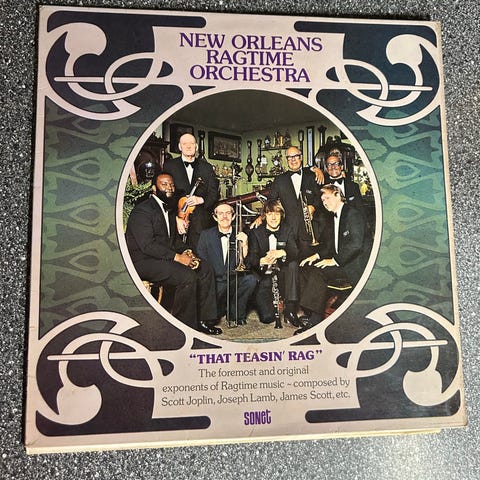 NEW ORLEANS
RAGTIME
ORCHESTRA
"THAT TEASIN' RAG"
The foremost and original
exponents of Ragtime music ~ composed by
Scott Joplin, Joseph Lamb, James Scott, etc.
SONET